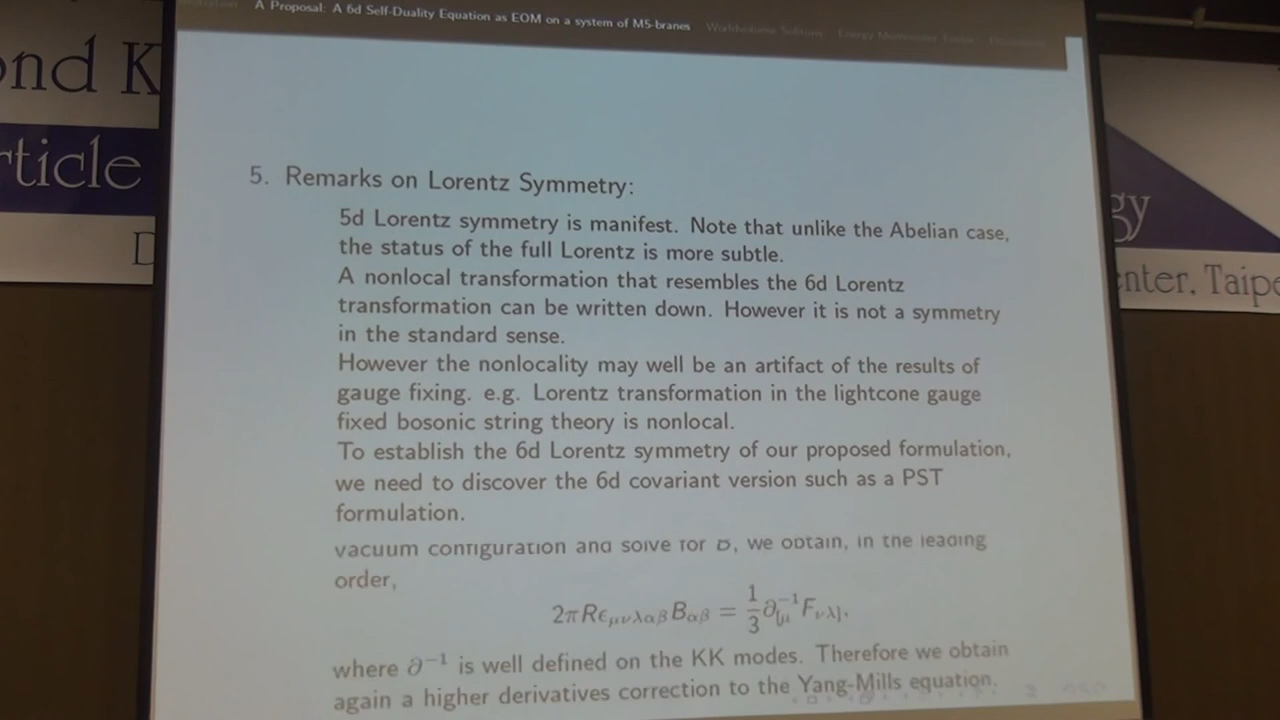 A Proposal: A 6d Self-Duality Equation as EOM on a system of M5-branes Worldvolume Solitons Energy Momentum Tensor
ond K
rticle
D
gy
enter, Taipe
5. Remarks on Lorentz Symmetry:
5d Lorentz symmetry is manifest. Note that unlike the Abelian case,
the status of the full Lorentz is more subtle.
A nonlocal transformation that resembles the 6d Lorentz
transformation can be written down. However it is not a symmetry
in the standard sense.
However the nonlocality may well be an artifact of the results of
gauge fixing. e.g. Lorentz transformation in the lightcone gauge
fixed bosonic string theory is nonlocal.
To establish the 6d Lorentz symmetry of our proposed formulation,
we need to discover the 6d covariant version such as a PST
formulation.
vacuum configuration and solve for B, we obtain, in the leading
order,
2πRϵ_{μνλαβ}B_{αβ} = 1/3 ∂^{-1}_{[μ}F_{νλ]},
where ∂^{-1} is well defined on the KK modes. Therefore we obtain
again a higher derivatives correction to the Yang-Mills equation.